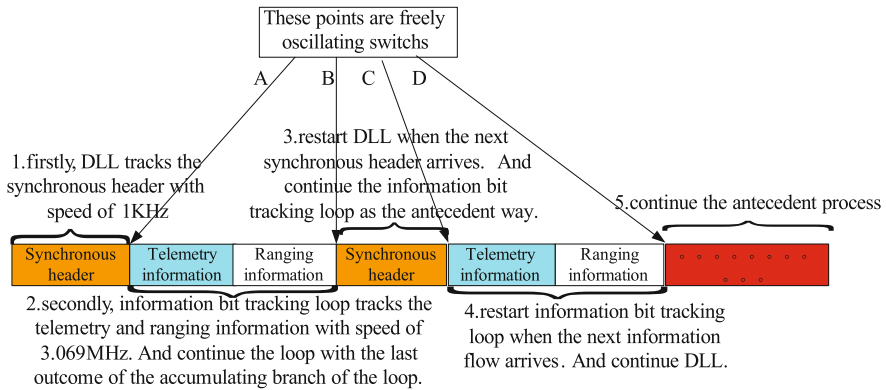 These points are freely
oscillating switchs
A
B
C
D
1.firstly, DLL tracks the
synchronous header with
speed of 1KHz
3.restart DLL when the next
synchronous header arrives. And
continue the information bit
tracking loop as the antecedent way.
5.continue the antecedent process
Synchronous
header
Telemetry
information
Ranging
information
Synchronous
header
Telemetry
information
Ranging
information
2.secondly, information bit tracking loop tracks the
telemetry and ranging information with speed of
3.069MHz. And continue the loop with the last
outcome of the accumulating branch of the loop.
4.restart information bit tracking
loop when the next information
flow arrives. And continue DLL.